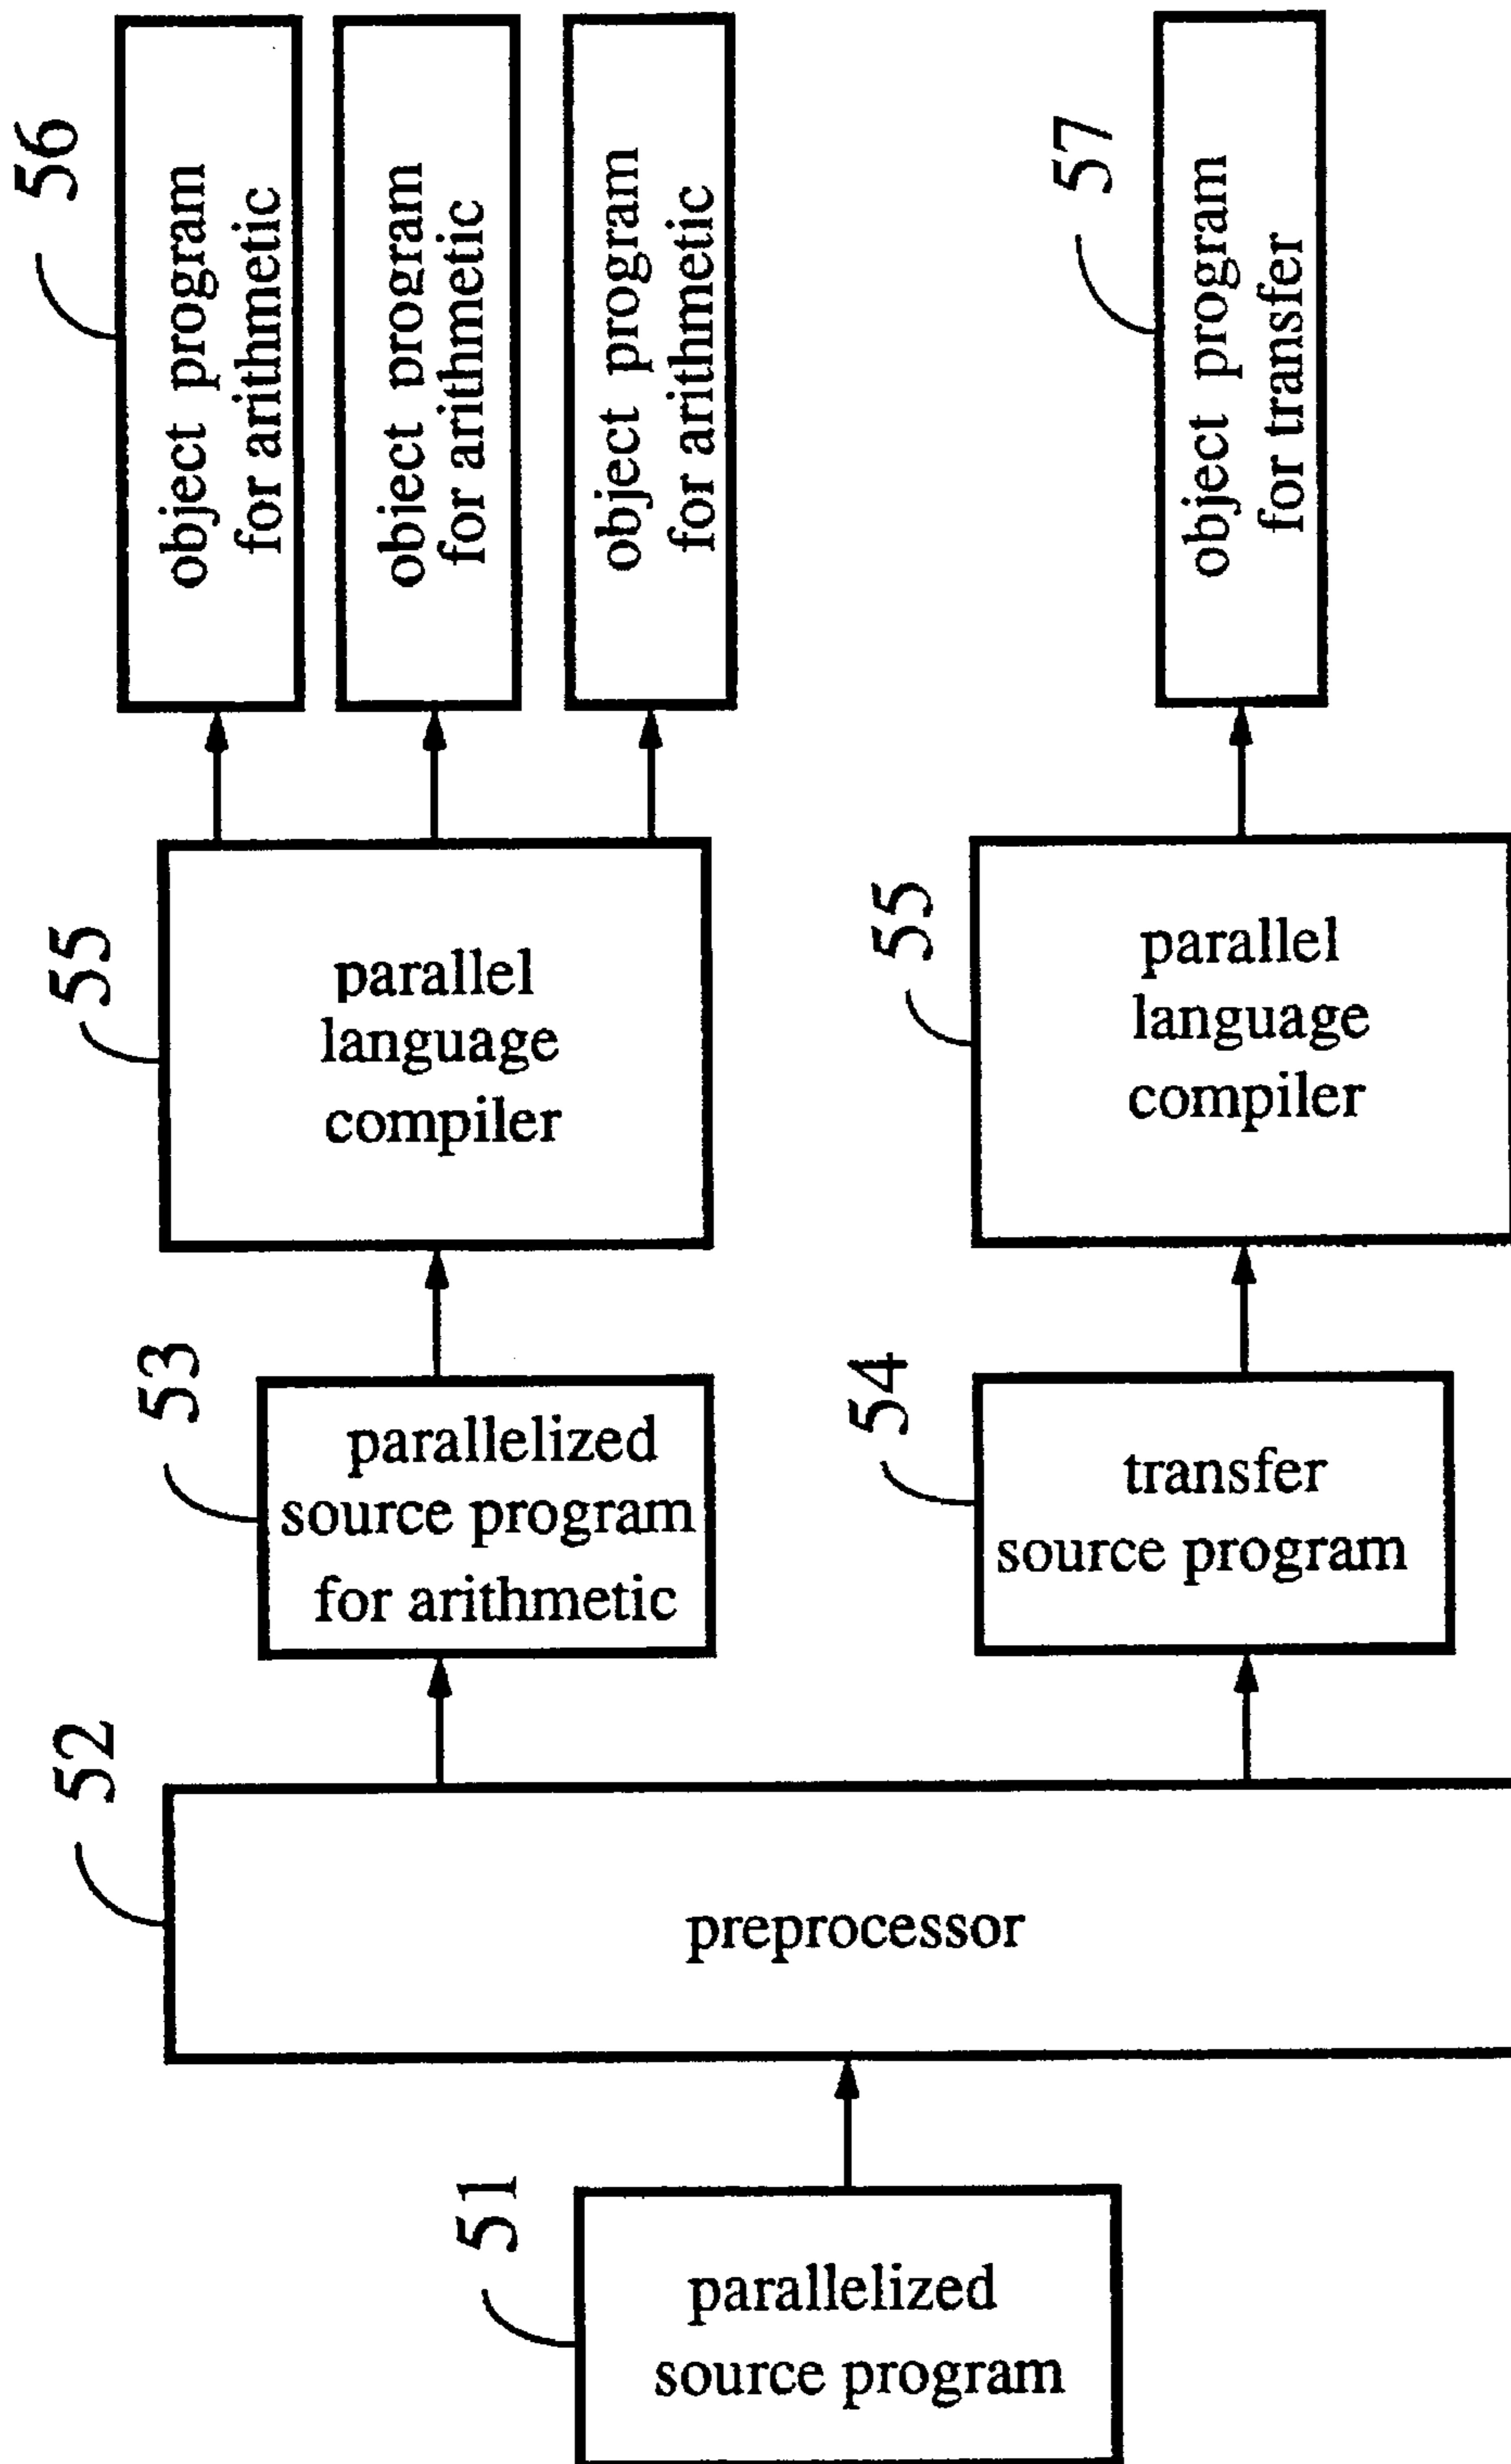 56
object program
for arithmetic
object program
for arithmetic
object program
for arithmetic
57
object program
for transfer
55
parallel
language
compiler
55
parallel
language
compiler
53
parallelized
source program
for arithmetic
54
transfer
source program
52
preprocessor
51
parallelized
source program